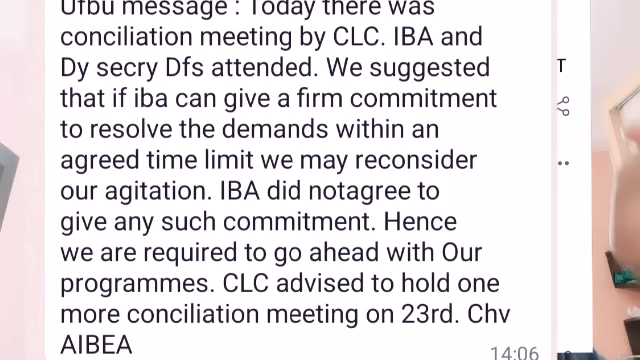 Ufbu message : Today there was
conciliation meeting by CLC. IBA and
Dy secry Dfs attended. We suggested
that if iba can give a firm commitment
to resolve the demands within an
agreed time limit we may reconsider
our agitation. IBA did notagree to
give any such commitment. Hence
we are required to go ahead with Our
programmes. CLC advised to hold one
more conciliation meeting on 23rd. Chv
AIBEA
14:06
T